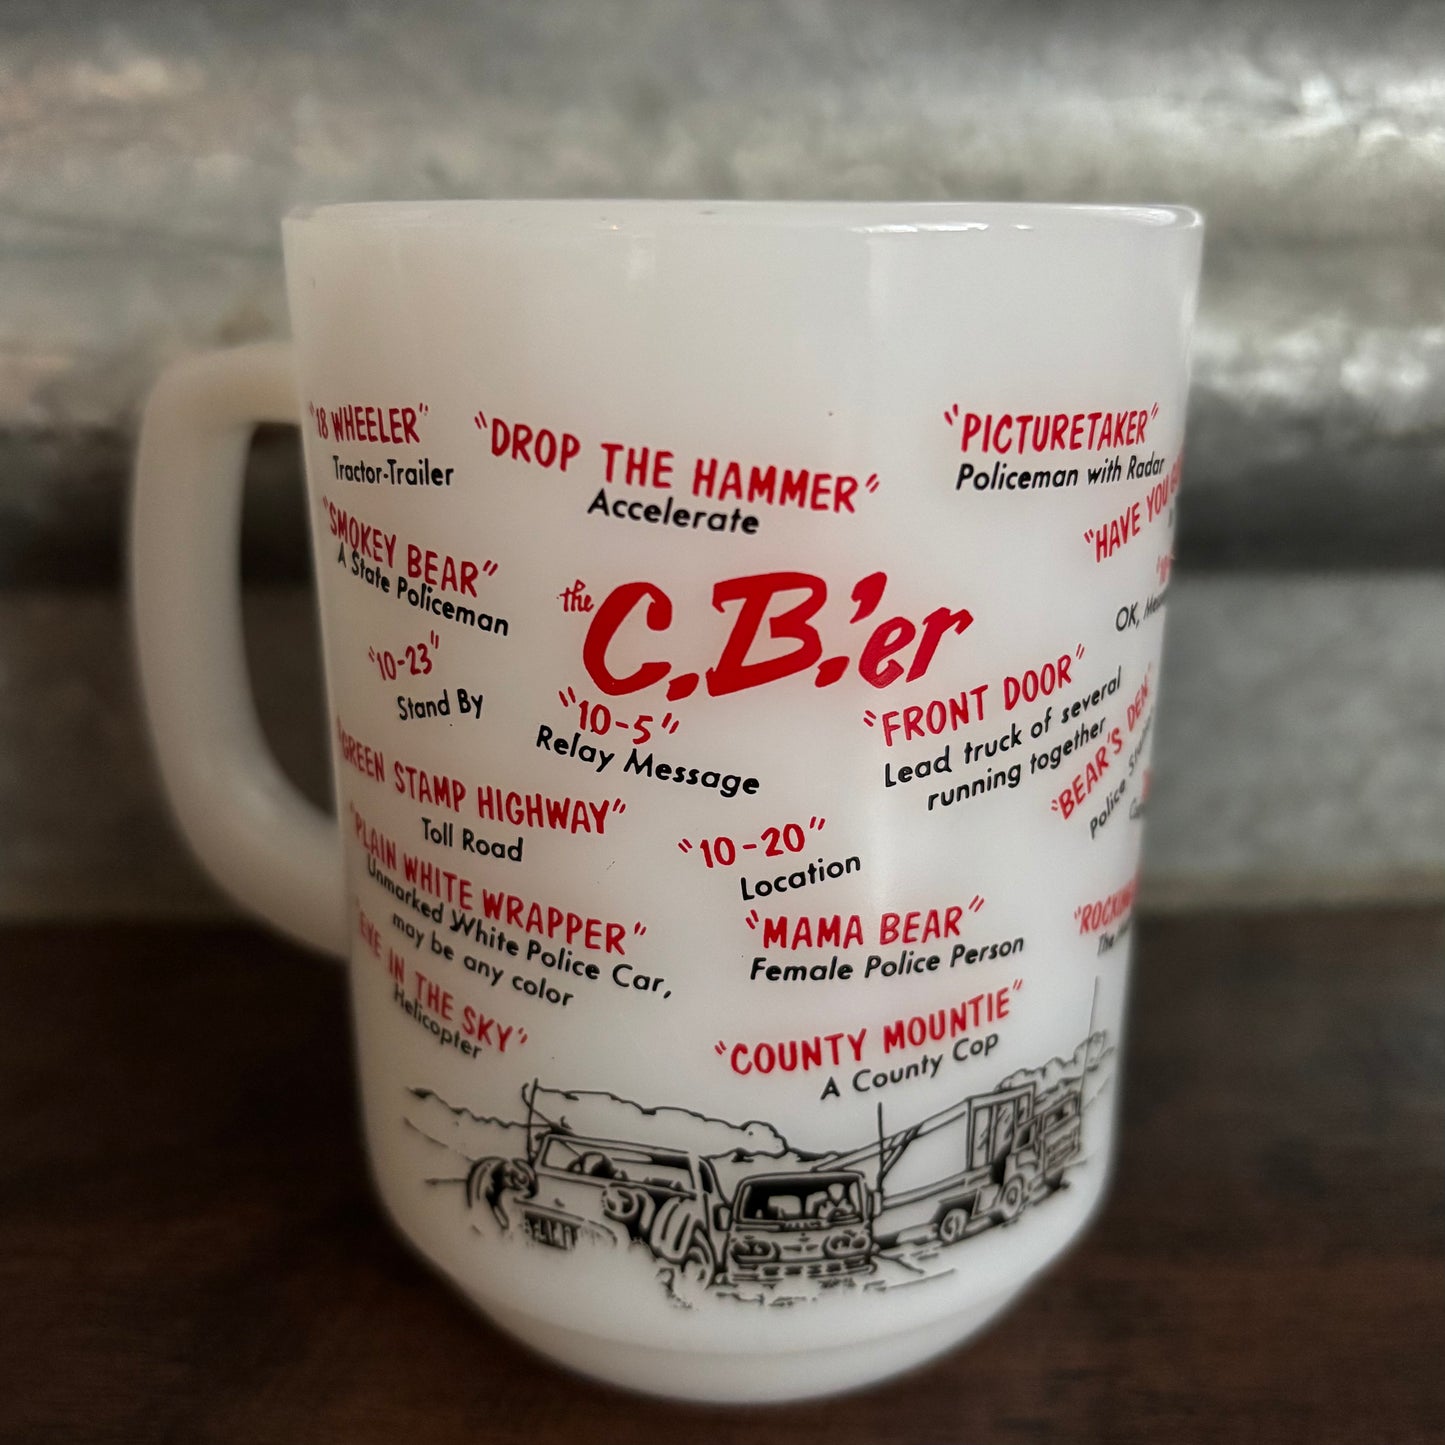 "18 WHEELER"
Tractor-Trailer
"DROP THE HAMMER"
Accelerate
"PICTURETAKER"
Policeman with Radar
"HAVE YOU
"SMOKEY BEAR"
A State Policeman
the C.B.'er
OK,
"10-23"
Stand By
"10-5"
Relay Message
"FRONT DOOR"
Lead truck of several
running together
"BEAR'S DEN"
Police
"GREEN STAMP HIGHWAY"
Toll Road
"10-20"
Location
"PLAIN WHITE WRAPPER"
Unmarked White Police Car,
may be any color
"MAMA BEAR"
Female Police Person
The
"EYE IN THE SKY"
Helicopter
"COUNTY MOUNTIE"
A County Cop